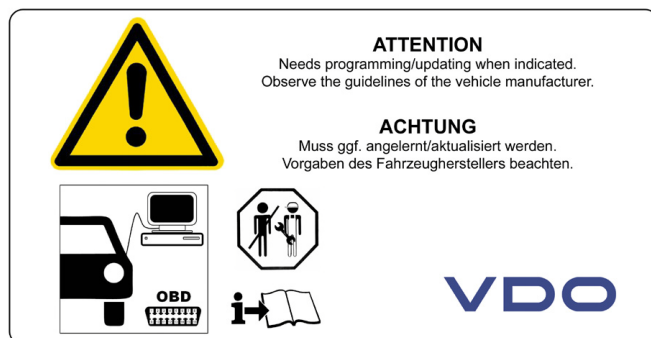 ATTENTION
Needs programming/updating when indicated.
Observe the guidelines of the vehicle manufacturer.
ACHTUNG
Muss ggf. angelernt/aktualisiert werden.
Vorgaben des Fahrzeugherstellers beachten.
OBD
i
VDO